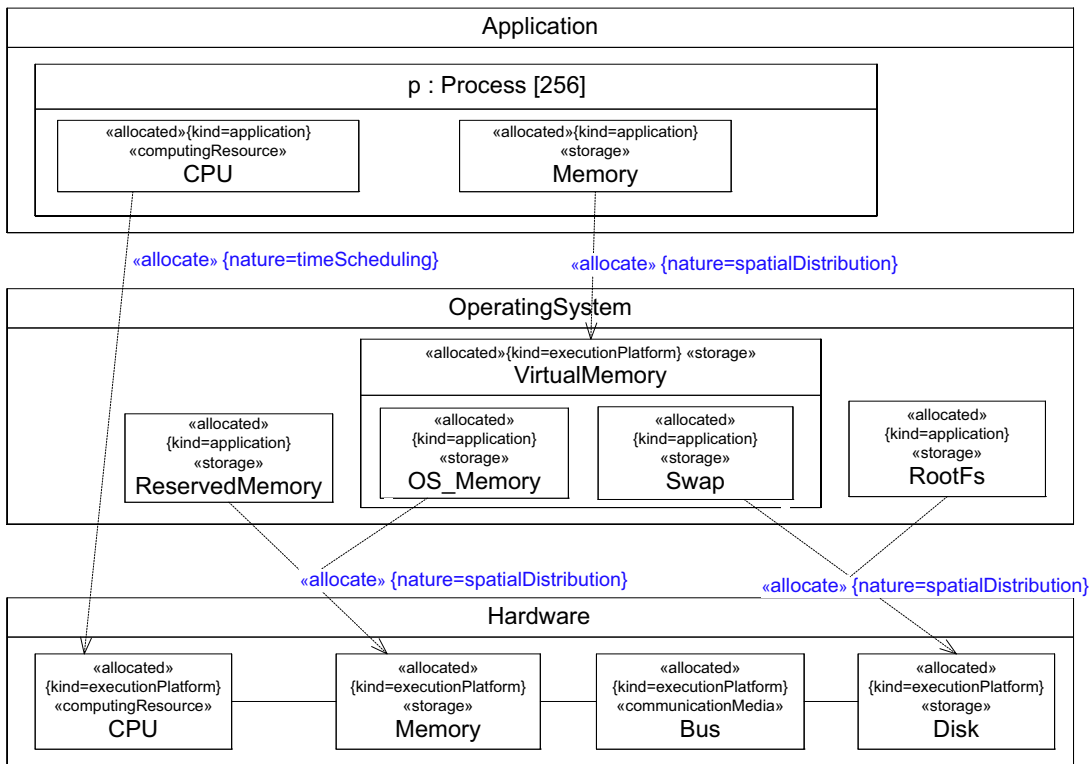 Application
p : Process [256]
«allocated»{kind=application}
«computingResource»
CPU
«allocated»{kind=application}
«storage»
Memory
«allocate» {nature=timeScheduling}
«allocate» {nature=spatialDistribution}
OperatingSystem
«allocated»{kind=executionPlatform} «storage»
VirtualMemory
«allocated»
{kind=application}
«storage»
ReservedMemory
«allocated»
{kind=application}
«storage»
OS_Memory
«allocated»
{kind=application}
«storage»
Swap
«allocated»
{kind=application}
«storage»
RootFs
«allocate» {nature=spatialDistribution}
«allocate» {nature=spatialDistribution}
Hardware
«allocated»
{kind=executionPlatform}
«computingResource»
CPU
«allocated»
{kind=executionPlatform}
«storage»
Memory
«allocated»
{kind=executionPlatform}
«communicationMedia»
Bus
«allocated»
{kind=executionPlatform}
«storage»
Disk